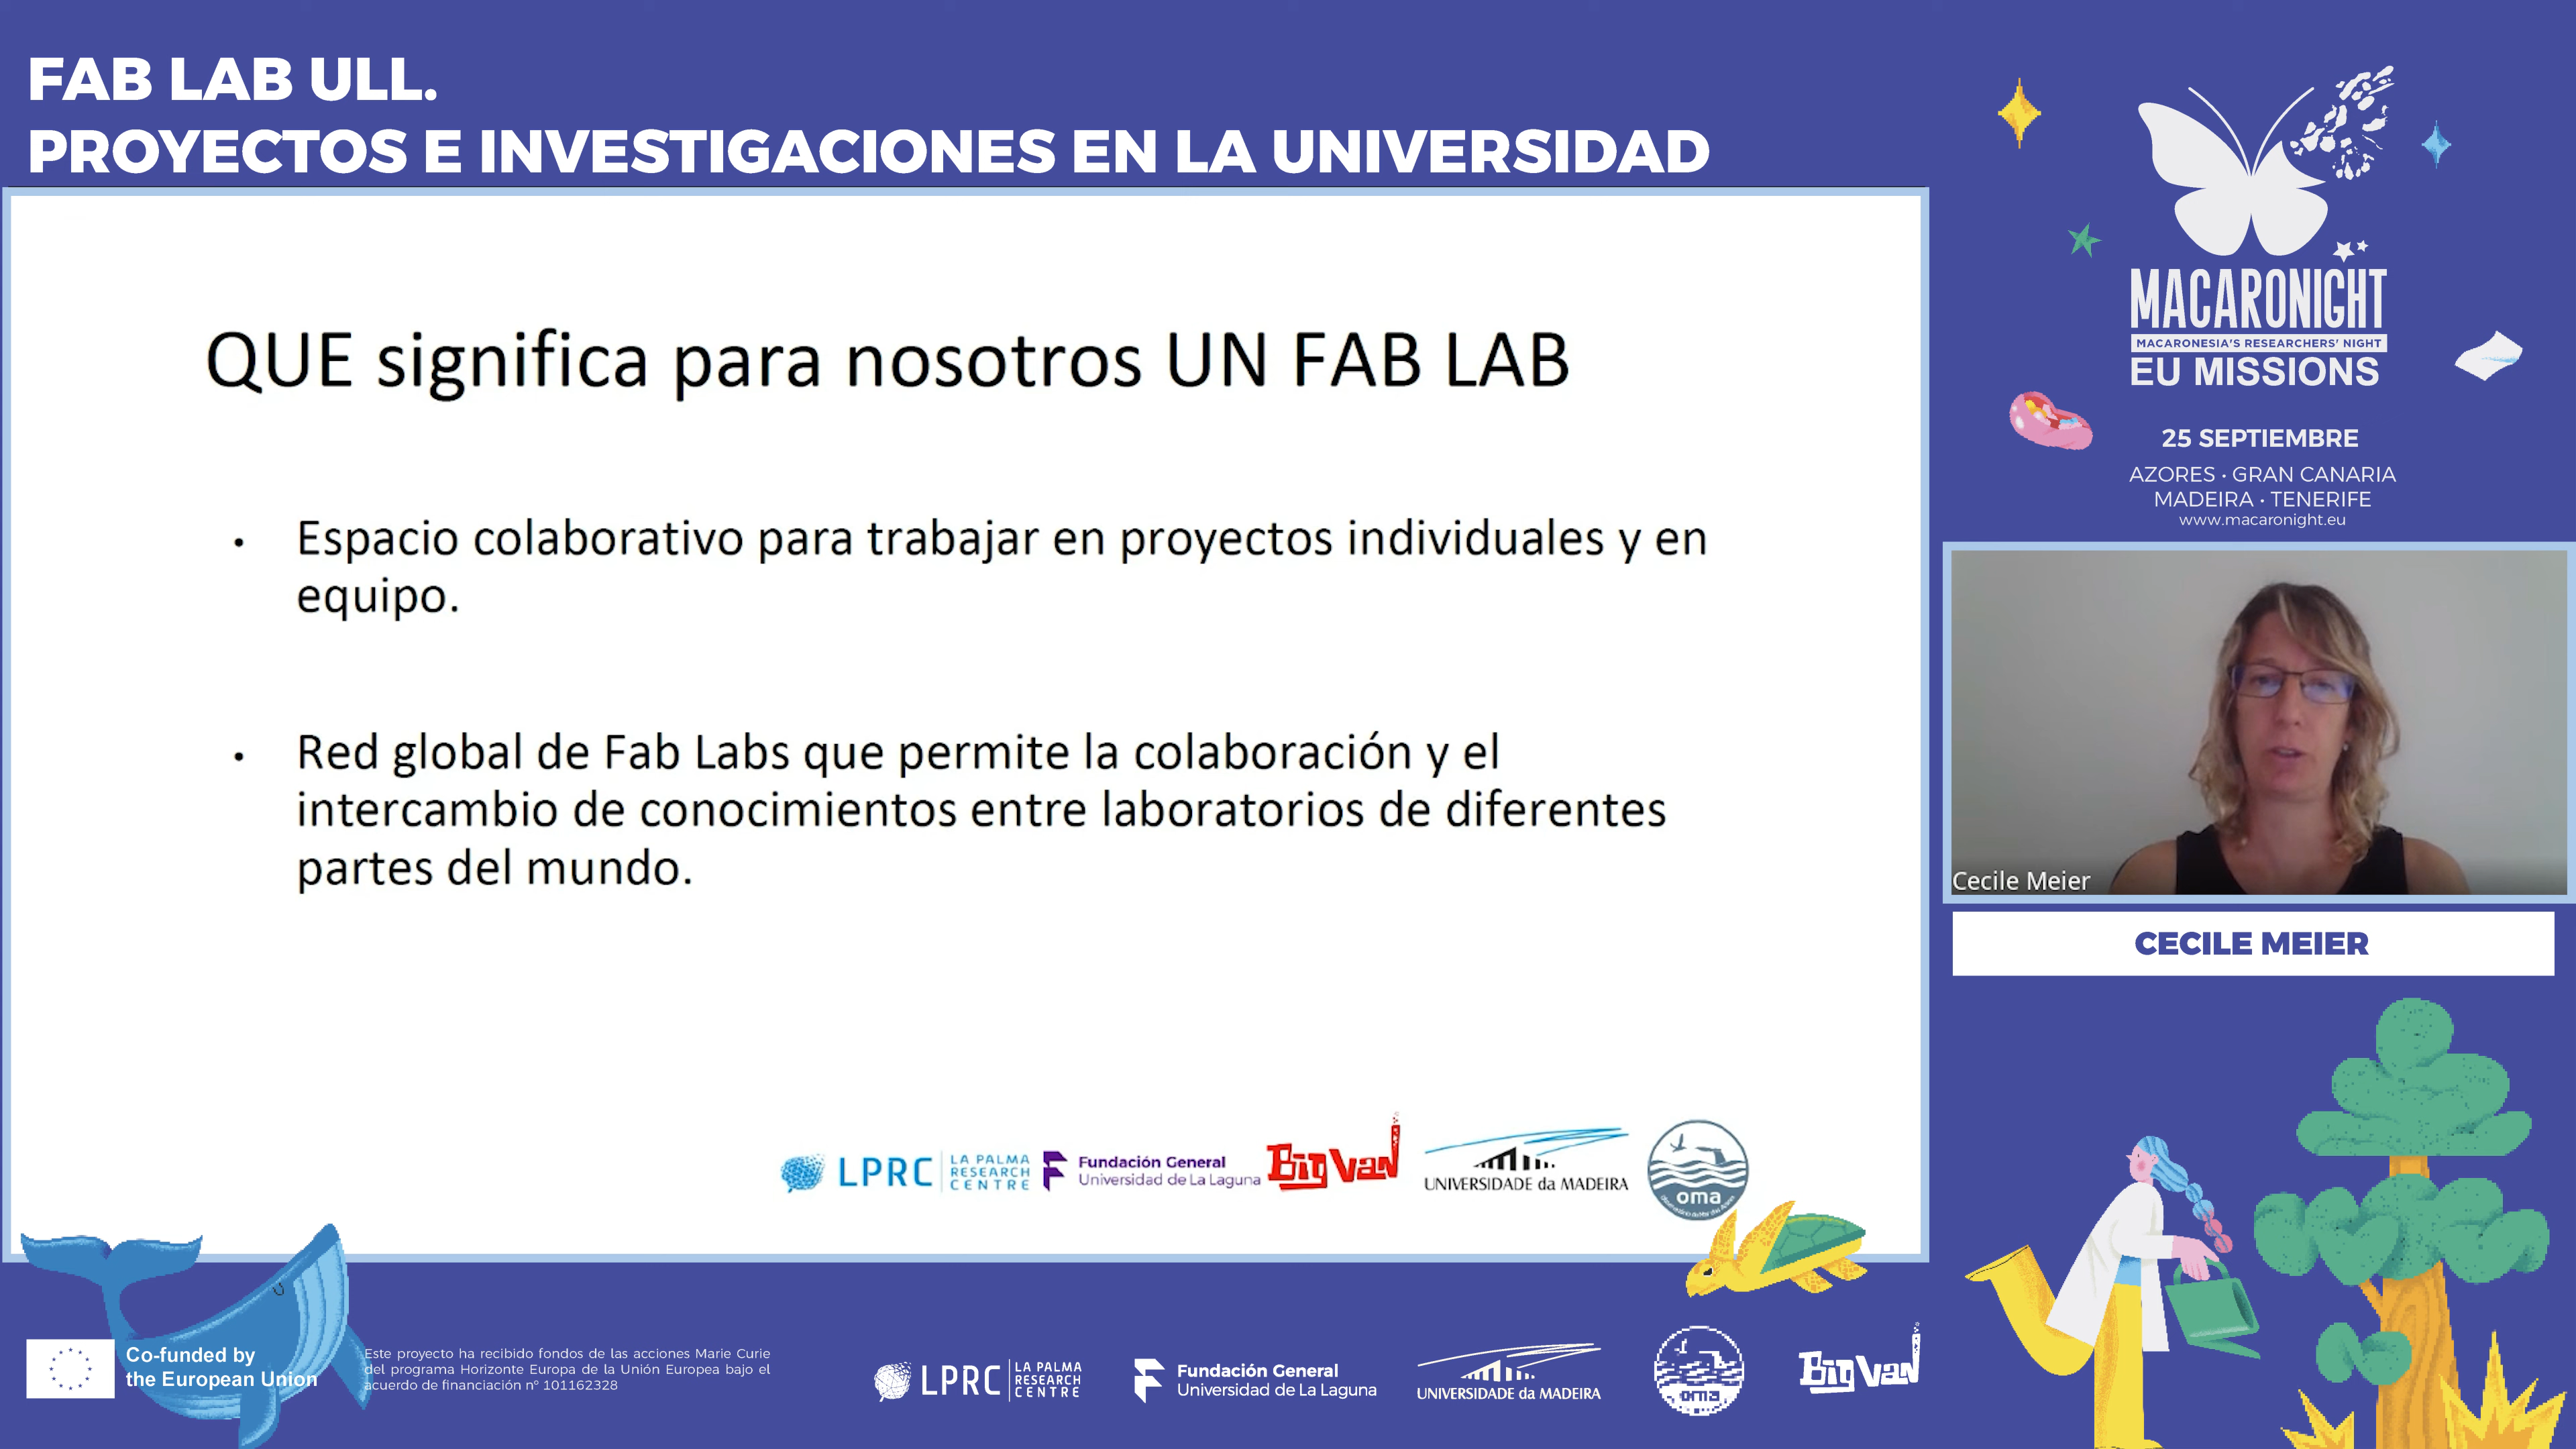 FAB LAB ULL.
PROYECTOS E INVESTIGACIONES EN LA UNIVERSIDAD
QUE significa para nosotros UN FAB LAB
• Espacio colaborativo para trabajar en proyectos individuales y en
equipo.
• Red global de Fab Labs que permite la colaboración y el
intercambio de conocimientos entre laboratorios de diferentes
partes del mundo.
LPRC LA PALMA
RESEARCH
CENTRE
Fundación General
Universidad de La Laguna
BigVan
UNIVERSIDADE da MADEIRA
oma
MACARONIGHT
MACARONESIA'S RESEARCHERS' NIGHT
EU MISSIONS
25 SEPTIEMBRE
AZORES · GRAN CANARIA
MADEIRA · TENERIFE
www.macaronight.eu
Cecile Meier
CECILE MEIER
Co-funded by
the European Union
Este proyecto ha recibido fondos de las acciones Marie Curie
del programa Horizonte Europa de la Unión Europea bajo el
acuerdo de financiación nº 101162328
LPRC LA PALMA
RESEARCH
CENTRE
Fundación General
Universidad de La Laguna
UNIVERSIDADE da MADEIRA
oma
BigVan